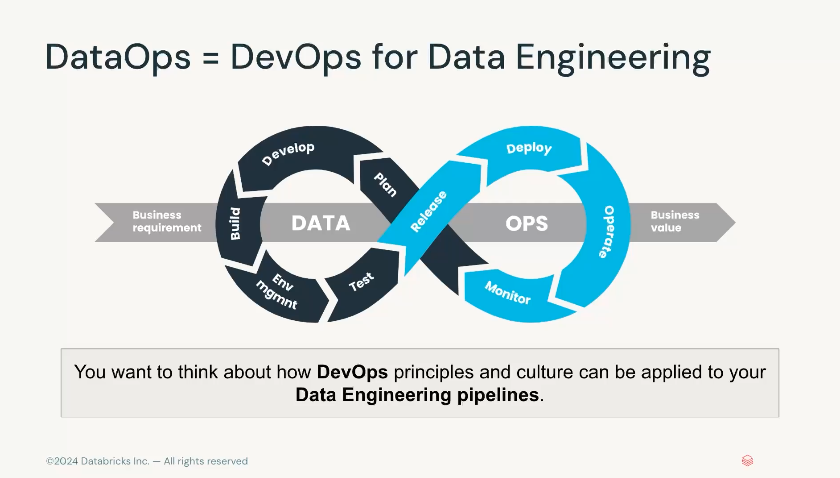 DataOps = DevOps for Data Engineering
Develop
Plan
Build
Env
mgmnt
Test
Release
Deploy
Operate
Monitor
Business
requirement
DATA
OPS
Business
value
You want to think about how DevOps principles and culture can be applied to your
Data Engineering pipelines.
©2024 Databricks Inc. — All rights reserved